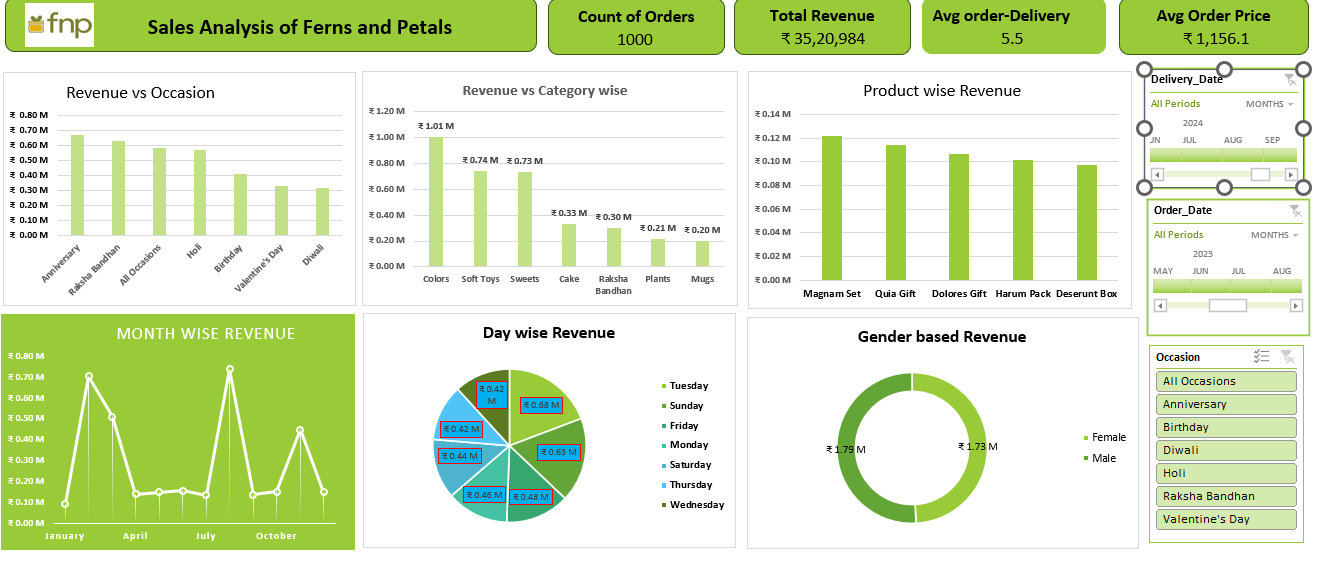 fnp
Sales Analysis of Ferns and Petals
Count of Orders
1000
Total Revenue
₹ 35,20,984
Avg order-Delivery
5.5
Avg Order Price
₹ 1,156.1
Revenue vs Occasion
₹ 0.80 M
₹ 0.70 M
₹ 0.60 M
₹ 0.50 M
₹ 0.40 M
₹ 0.30 M
₹ 0.20 M
₹ 0.10 M
₹ 0.00 M
Anniversary
Raksha Bandhan
All Occasions
Holi
Birthday
Valentine's Day
Diwali
Revenue vs Category wise
₹ 1.20 M
₹ 1.00 M
₹ 0.80 M
₹ 0.60 M
₹ 0.40 M
₹ 0.20 M
₹ 0.00 M
₹ 1.01 M
₹ 0.74 M
₹ 0.73 M
₹ 0.33 M
₹ 0.30 M
₹ 0.21 M
₹ 0.20 M
Colors
Soft Toys
Sweets
Cake
Raksha
Bandhan
Plants
Mugs
Product wise Revenue
₹ 0.14 M
₹ 0.12 M
₹ 0.10 M
₹ 0.08 M
₹ 0.06 M
₹ 0.04 M
₹ 0.02 M
₹ 0.00 M
Magnam Set
Quia Gift
Dolores Gift
Harum Pack
Deserunt Box
Delivery_Date
All Periods MONTHS
2024
JN JUL AUG SEP
Order_Date
All Periods MONTHS
2023
MAY JUN JUL AUG
MONTH WISE REVENUE
₹ 0.80 M
₹ 0.70 M
₹ 0.60 M
₹ 0.50 M
₹ 0.40 M
₹ 0.30 M
₹ 0.20 M
₹ 0.10 M
₹ 0.00 M
January April July October
Day wise Revenue
₹ 0.68 M
₹ 0.63 M
₹ 0.48 M
₹ 0.46 M
₹ 0.44 M
₹ 0.42 M
₹ 0.42
M
Tuesday
Sunday
Friday
Monday
Saturday
Thursday
Wednesday
Gender based Revenue
₹ 1.79 M
₹ 1.73 M
Female
Male
Occasion
All Occasions
Anniversary
Birthday
Diwali
Holi
Raksha Bandhan
Valentine's Day